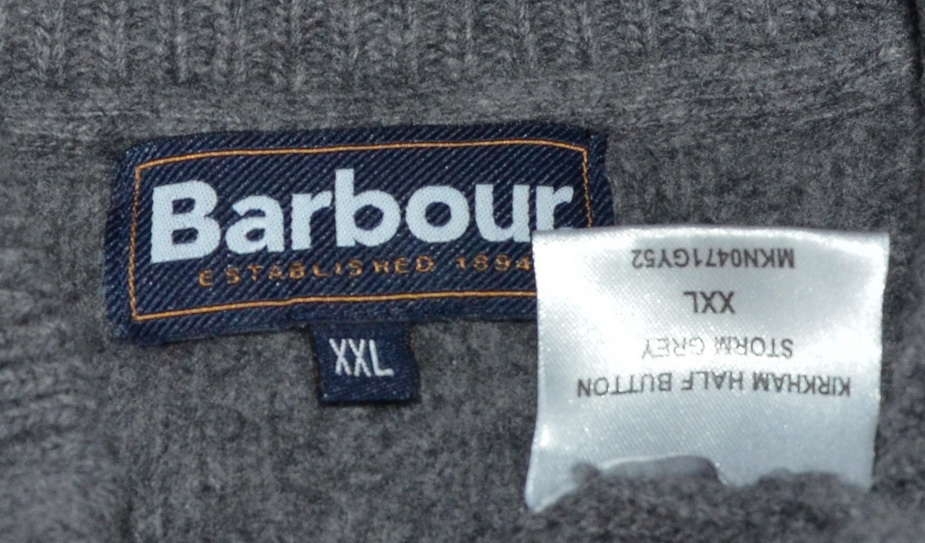 Barbour
ESTABLISHED 1894
XXL
KIRKHAM HALF BUTTON
STORM GREY
XXL
MKN0471GY52